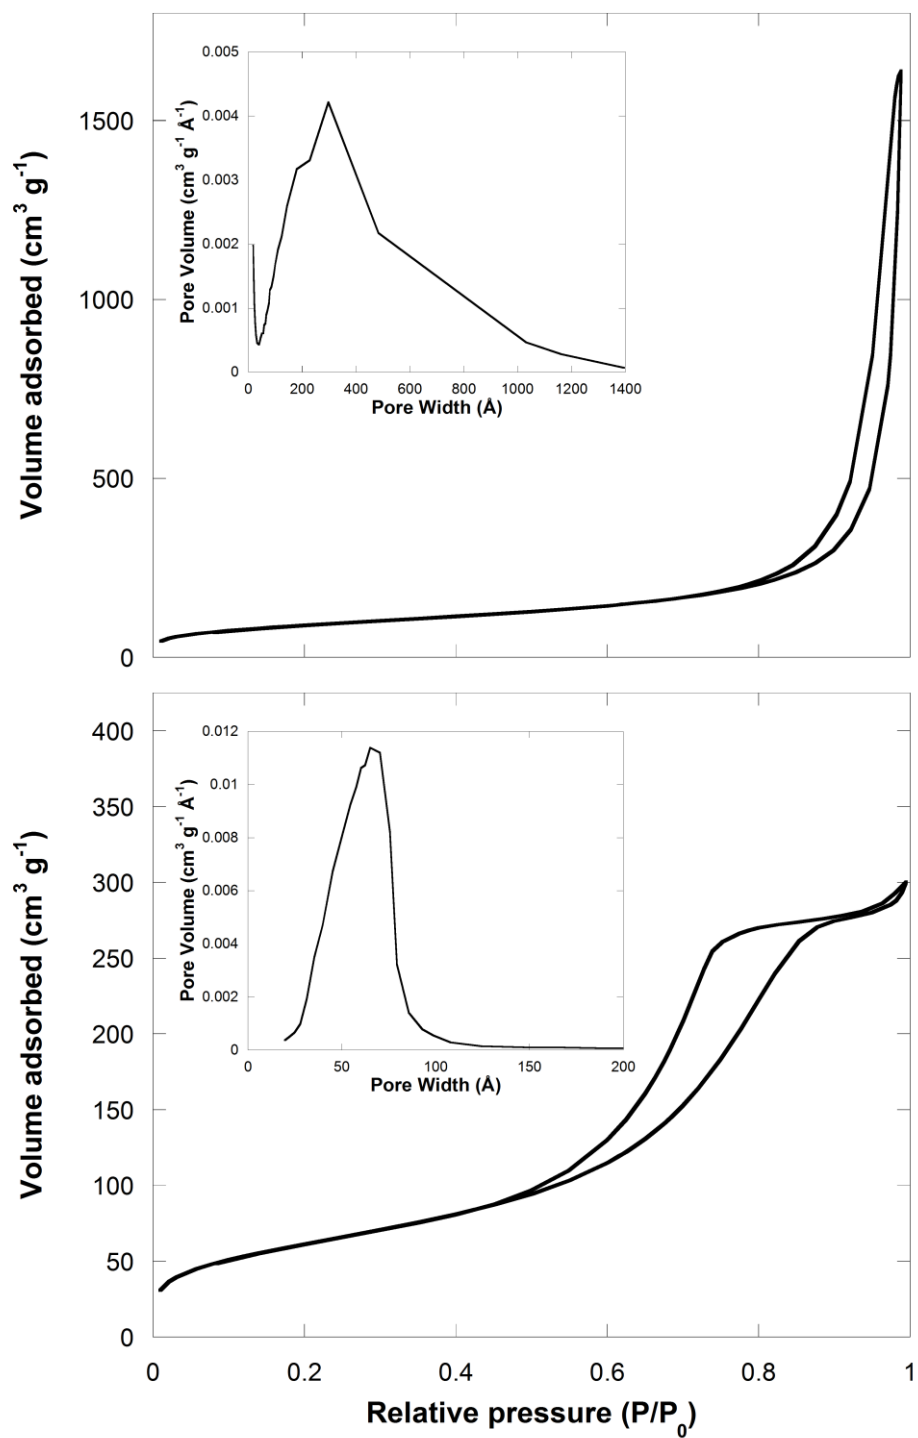 Volume adsorbed (cm³ g⁻¹)
1500
1000
500
0
Pore Volume (cm³ g⁻¹ Å⁻¹)
0.005
0.004
0.003
0.002
0.001
0
0 200 400 600 800 1000 1200 1400
Pore Width (Å)
Volume adsorbed (cm³ g⁻¹)
400
350
300
250
200
150
100
50
0
Pore Volume (cm³ g⁻¹ Å⁻¹)
0.012
0.01
0.008
0.006
0.004
0.002
0
0 50 100 150 200
Pore Width (Å)
0 0.2 0.4 0.6 0.8 1
Relative pressure (P/P₀)